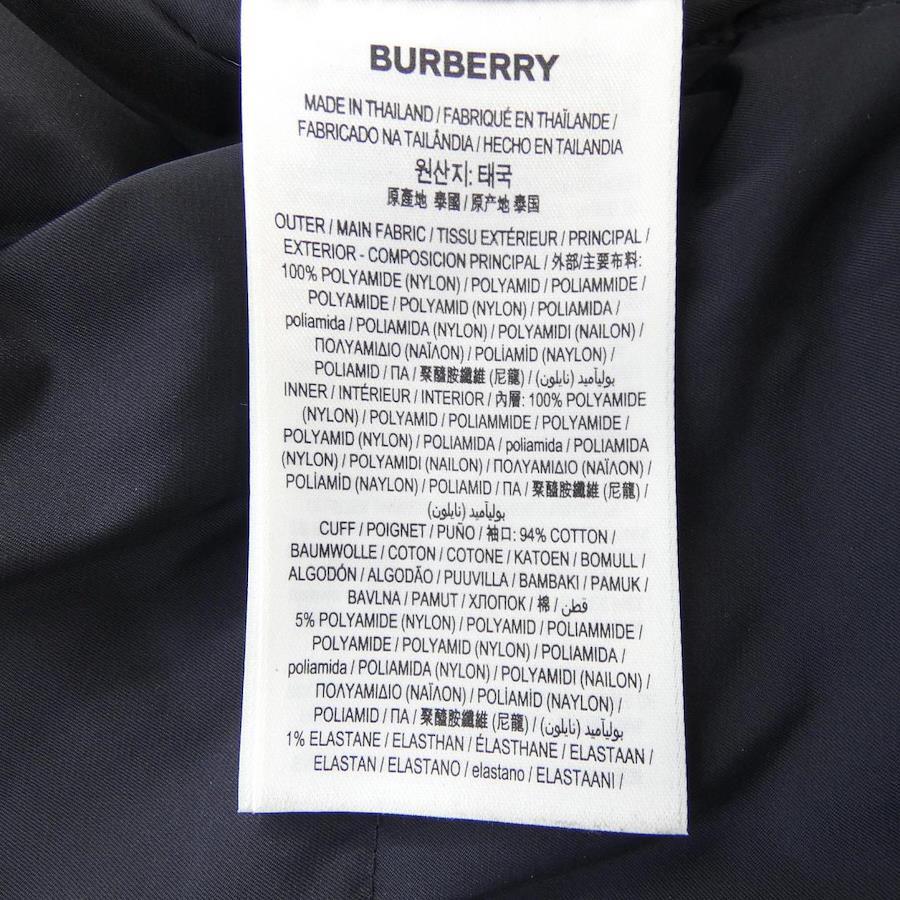 BURBERRY
MADE IN THAILAND / FABRIQUÉ EN THAÏLANDE /
FABRICADO NA TAILÂNDIA / HECHO EN TAILANDIA
원산지: 태국
原產地 泰國 / 原产地 泰国
OUTER / MAIN FABRIC / TISSU EXTÉRIEUR / PRINCIPAL /
EXTERIOR - COMPOSICION PRINCIPAL / 外部/主要布料:
100% POLYAMIDE (NYLON) / POLYAMID / POLIAMMIDE /
POLYAMIDE / POLYAMID (NYLON) / POLIAMIDA /
poliamida / POLIAMIDA (NYLON) / POLYAMIDI (NAILON) /
ΠΟΛΥΑΜΙΔΙΟ (ΝΑΪΛΟΝ) / POLİAMİD (NAYLON) /
POLIAMID / ПА / 聚醯胺纖維 (尼龍) / بولیآمید (نایلون) /
INNER / INTÉRIEUR / INTERIOR / 內層: 100% POLYAMIDE
(NYLON) / POLYAMID / POLIAMMIDE / POLYAMIDE /
POLYAMID (NYLON) / POLIAMIDA / poliamida / POLIAMIDA
(NYLON) / POLYAMIDI (NAILON) / ΠΟΛΥΑΜΙΔΙΟ (ΝΑΪΛΟΝ) /
POLİAMİD (NAYLON) / POLIAMID / ПА / 聚醯胺纖維 (尼龍) /
بولیآمید (نایلون)
CUFF / POIGNET / PUÑO / 袖口: 94% COTTON /
BAUMWOLLE / COTON / COTONE / KATOEN / BOMULL /
ALGODÓN / ALGODÃO / PUUVILLA / BAMBAKI / PAMUK /
BAVLNA / PAMUT / ХЛОПОК / 棉 / قطن /
5% POLYAMIDE (NYLON) / POLYAMID / POLIAMMIDE /
POLYAMIDE / POLYAMID (NYLON) / POLIAMIDA /
poliamida / POLIAMIDA (NYLON) / POLYAMIDI (NAILON) /
ΠΟΛΥΑΜΙΔΙΟ (ΝΑΪΛΟΝ) / POLİAMİD (NAYLON) /
POLIAMID / ПА / 聚醯胺纖維 (尼龍) / بولیآمید (نایلون) /
1% ELASTANE / ELASTHAN / ÉLASTHANE / ELASTAAN /
ELASTAN / ELASTANO / elastano / ELASTAANI /